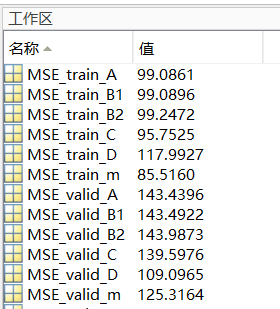 工作区
名称 值
MSE_train_A 99.0861
MSE_train_B1 99.0896
MSE_train_B2 99.2472
MSE_train_C 95.7525
MSE_train_D 117.9927
MSE_train_m 85.5160
MSE_valid_A 143.4396
MSE_valid_B1 143.4922
MSE_valid_B2 143.9873
MSE_valid_C 139.5976
MSE_valid_D 109.0965
MSE_valid_m 125.3164